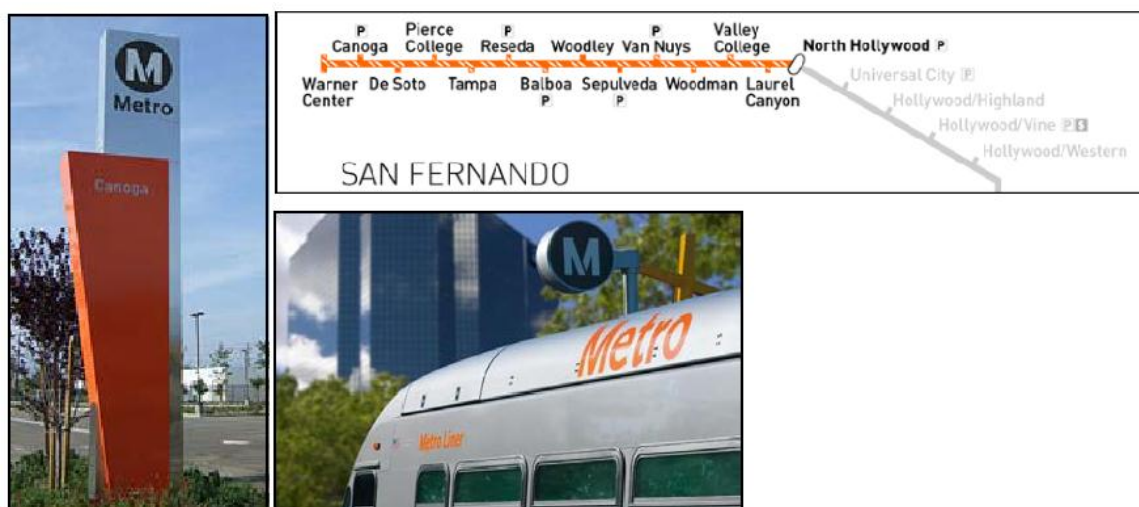 M
Metro
Canoga
P
Canoga
Pierce
College
P
Reseda
Woodley
P
Van Nuys
Valley
College
North Hollywood P
Warner
Center
De Soto
Tampa
Balboa
P
Sepulveda
P
Woodman
Laurel
Canyon
Universal City P
Hollywood/Highland
Hollywood/Vine P S
Hollywood/Western
SAN FERNANDO
M
Metro
Metro Liner